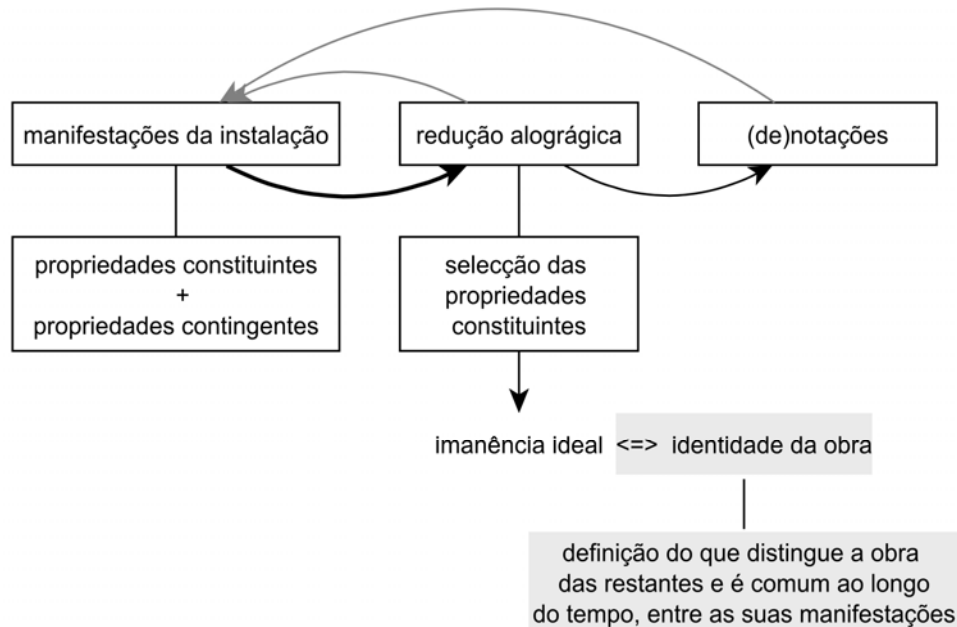 manifestações da instalação
redução alográgica
(de)notações
propriedades constituintes
+
propriedades contingentes
selecção das
propriedades
constituintes
imanência ideal <=> identidade da obra
definição do que distingue a obra
das restantes e é comum ao longo
do tempo, entre as suas manifestações